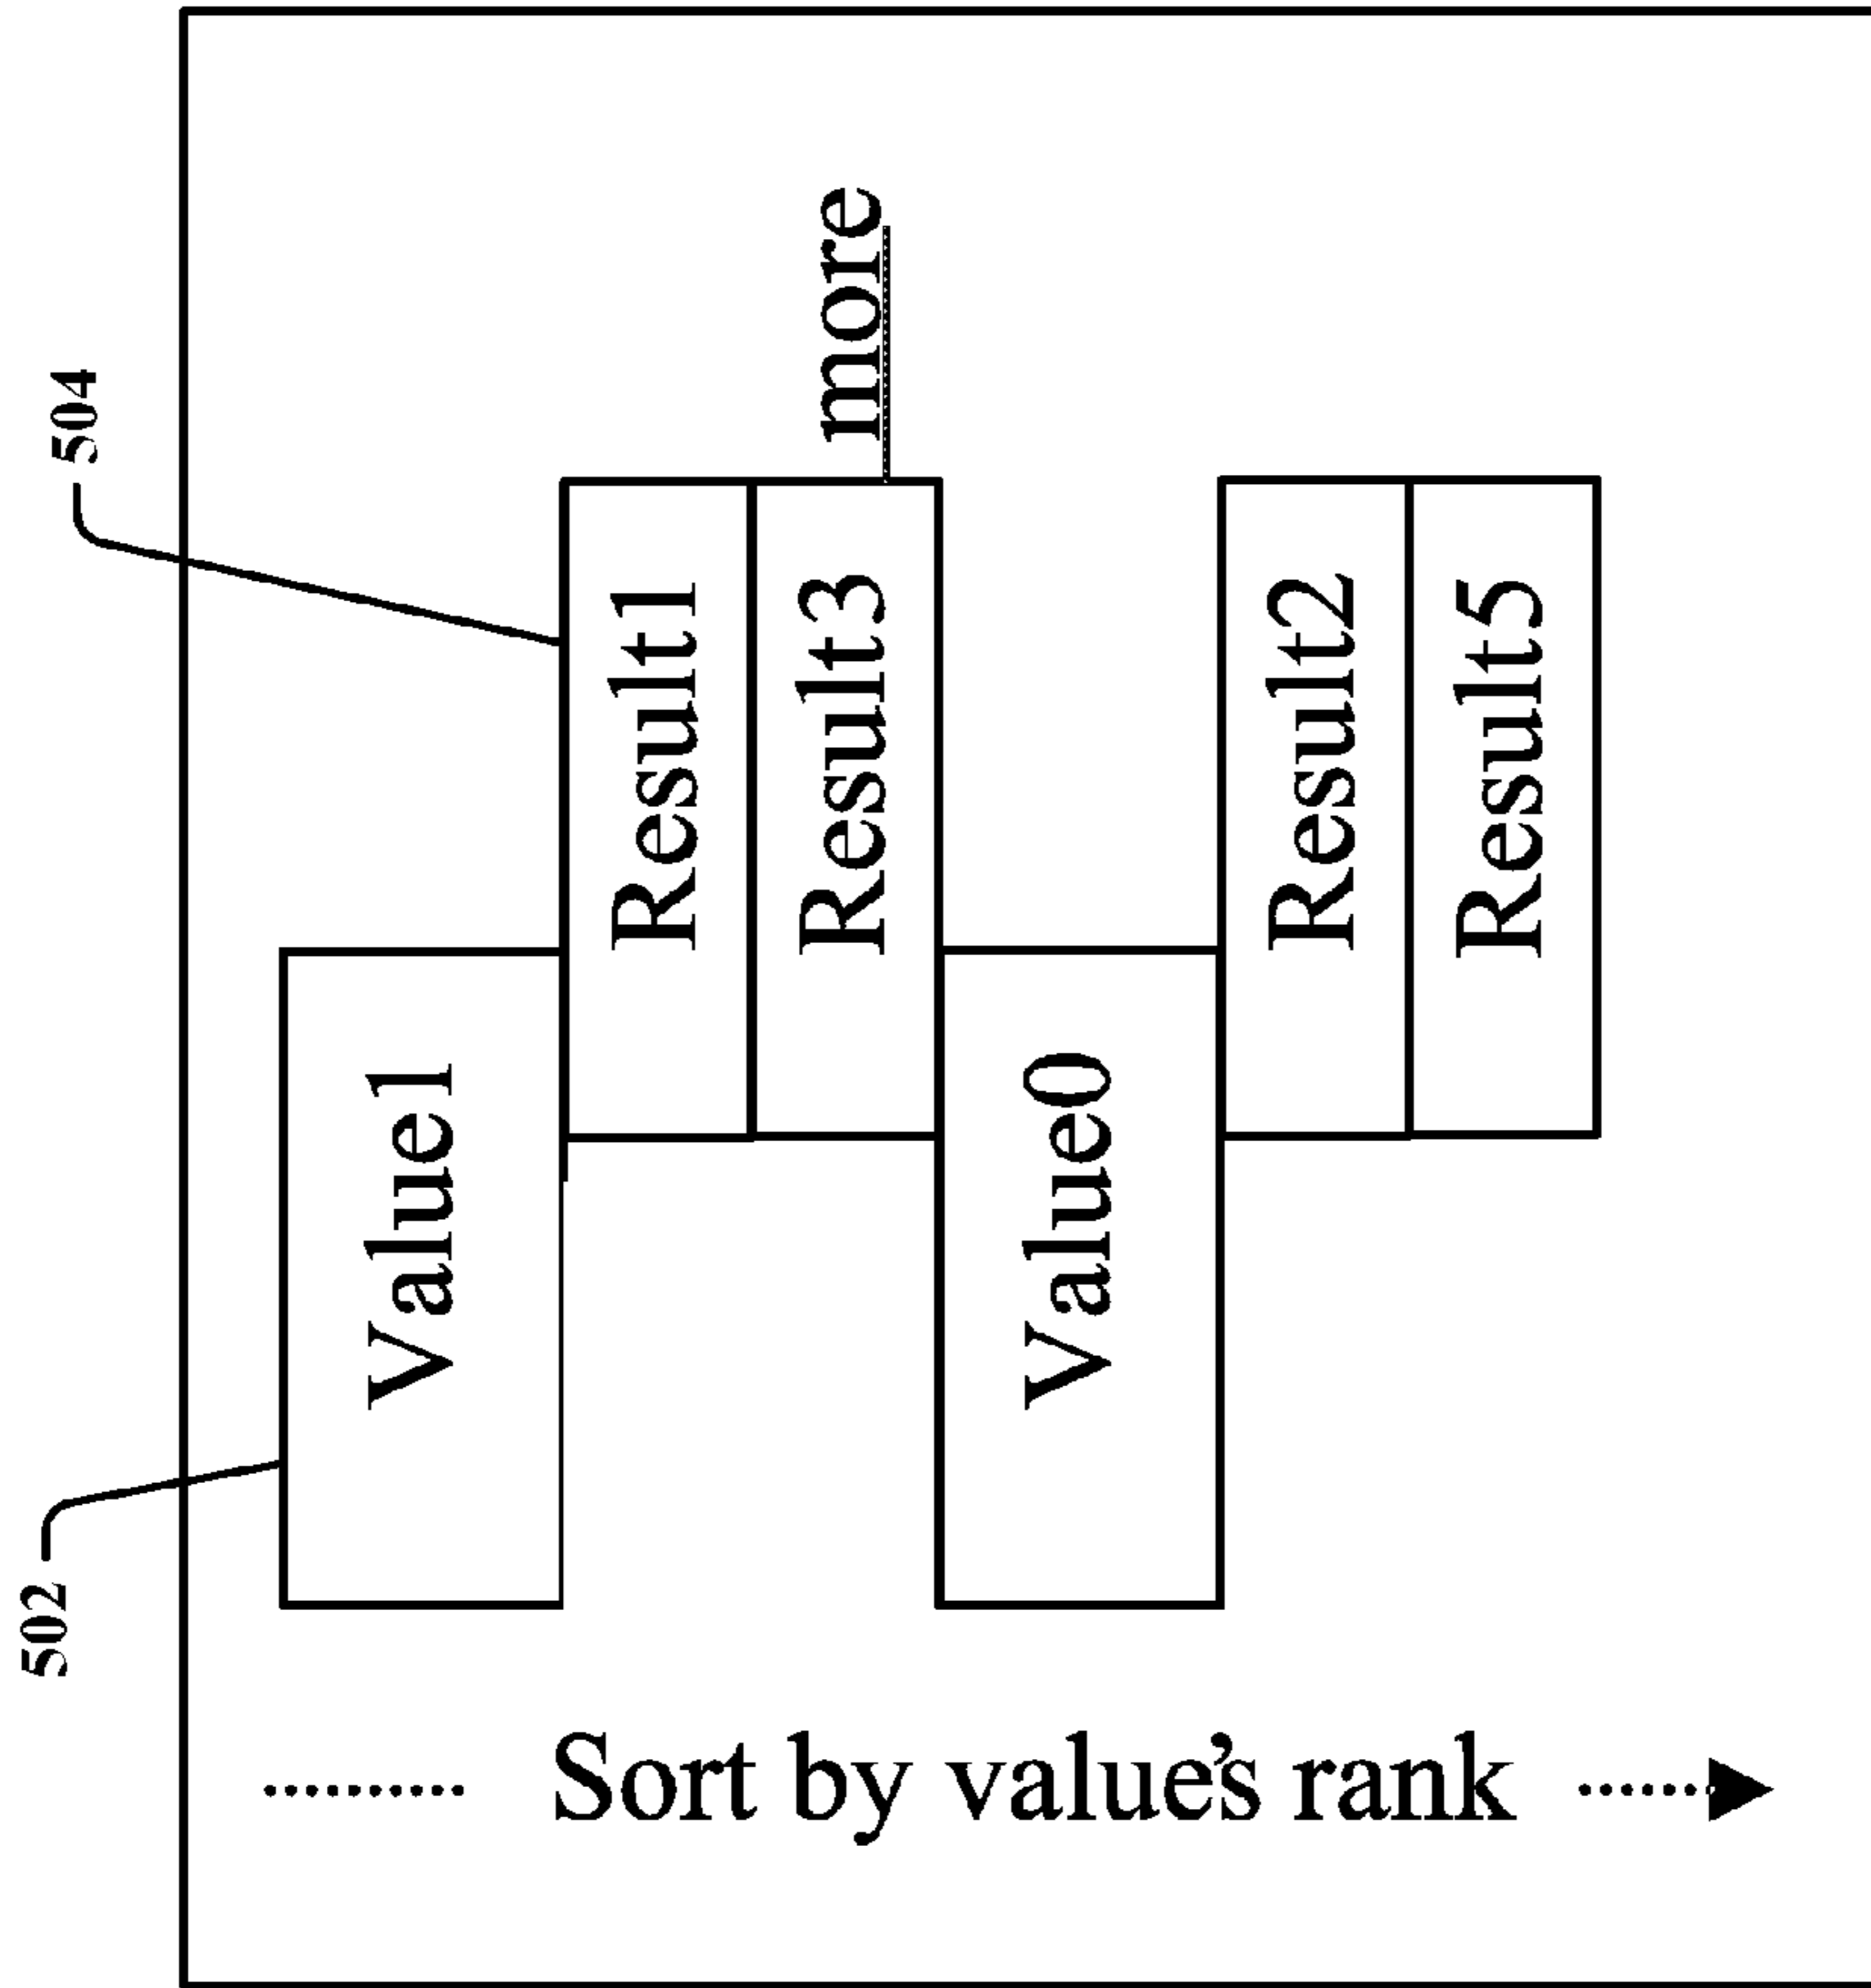 502
504
Value1
Result1
Result3
more
Value0
Result2
Result5
Sort by value's rank